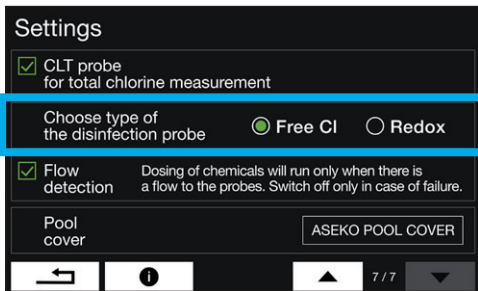 Settings
CLT probe
for total chlorine measurement
Choose type of
the disinfection probe
Free Cl
Redox
Flow
detection
Dosing of chemicals will run only when there is
a flow to the probes. Switch off only in case of failure.
Pool
cover
ASEKO POOL COVER
7/7